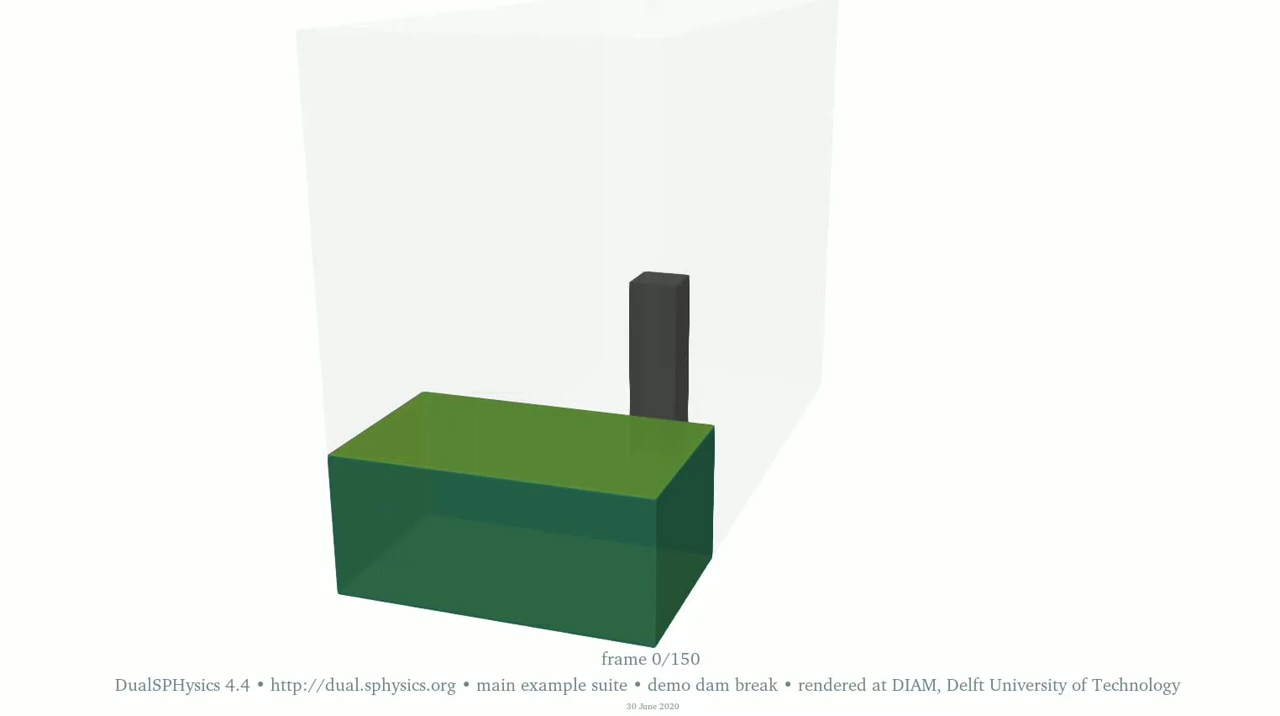 frame 0/150
DualSPHysics 4.4 • http://dual.sphysics.org • main example suite • demo dam break • rendered at DIAM, Delft University of Technology
30 June 2020